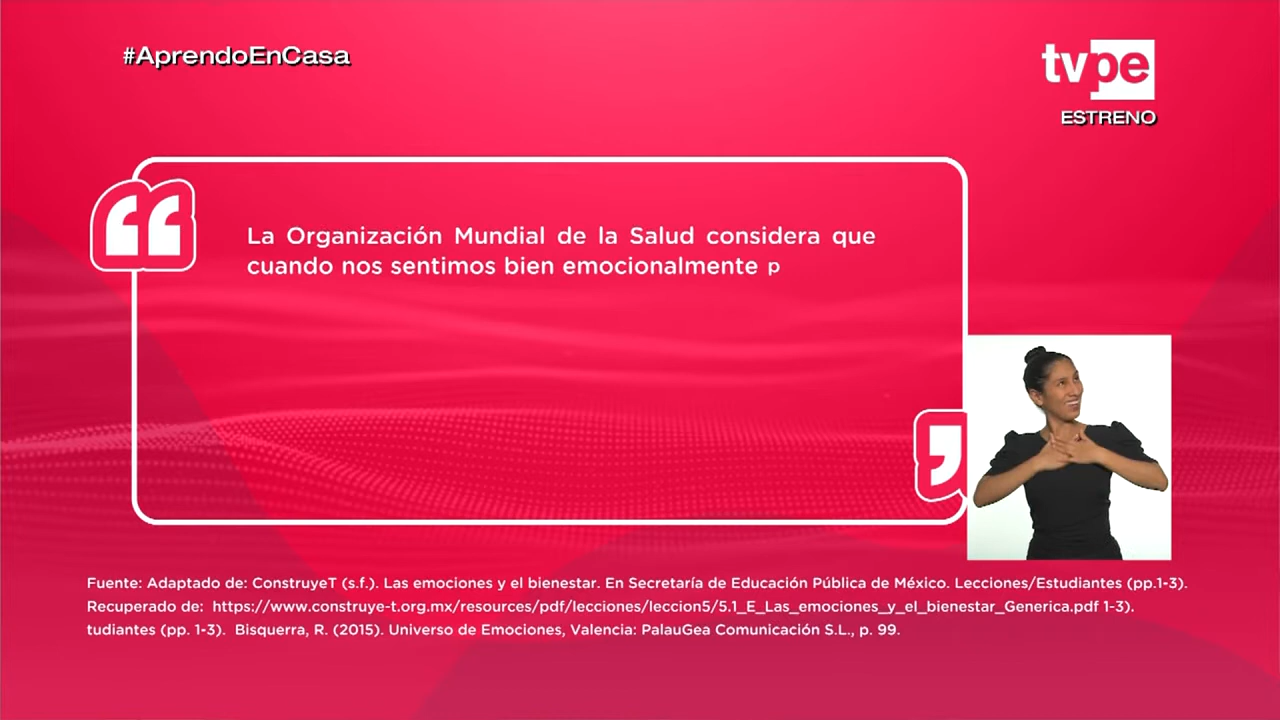 #AprendoEnCasa
tvpe
ESTRENO
La Organización Mundial de la Salud considera que
cuando nos sentimos bien emocionalmente p
Fuente: Adaptado de: ConstruyeT (s.f.). Las emociones y el bienestar. En Secretaría de Educación Pública de México. Lecciones/Estudiantes (pp.1-3).
Recuperado de: https://www.construye-t.org.mx/resources/pdf/lecciones/leccion5/5.1_E_Las_emociones_y_el_bienestar_Generica.pdf 1-3).
tudiantes (pp. 1-3). Bisquerra, R. (2015). Universo de Emociones, Valencia: PalauGea Comunicación S.L., p. 99.